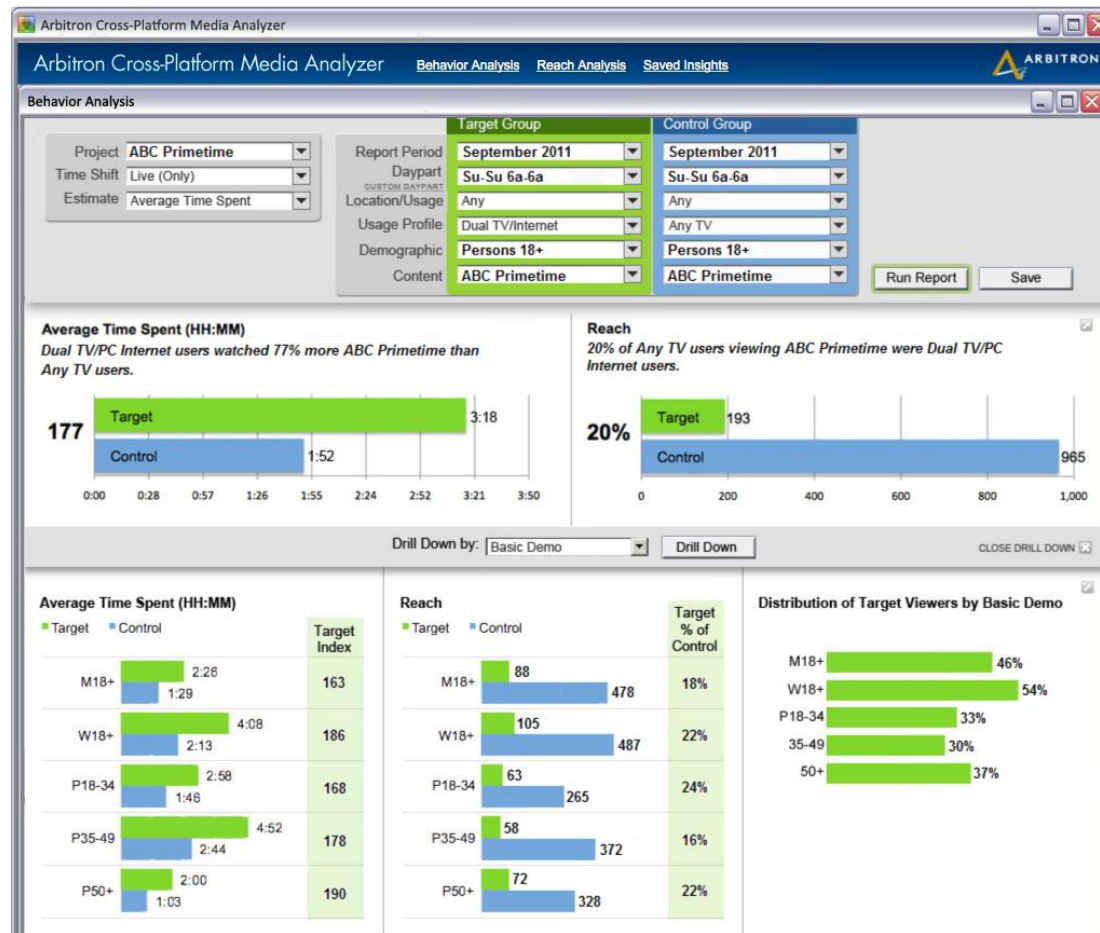 Arbitron Cross-Platform Media Analyzer
Arbitron Cross-Platform Media Analyzer Behavior Analysis Reach Analysis Saved Insights ARBITRON
Behavior Analysis
Target Group Control Group
Project ABC Primetime Report Period September 2011 September 2011
Time Shift Live (Only) Daypart Su-Su 6a-6a Su-Su 6a-6a
CUSTOM DAYPART
Estimate Average Time Spent Location/Usage Any Any
Usage Profile Dual TV/Internet Any TV
Demographic Persons 18+ Persons 18+
Content ABC Primetime ABC Primetime Run Report Save
Average Time Spent (HH:MM)
Dual TV/PC Internet users watched 77% more ABC Primetime than
Any TV users.
177
Target 3:18
Control 1:52
0:00 0:28 0:57 1:26 1:55 2:24 2:52 3:21 3:50
Reach
20% of Any TV users viewing ABC Primetime were Dual TV/PC
Internet users.
20%
Target 193
Control 965
0 200 400 600 800 1,000
Drill Down by: Basic Demo Drill Down CLOSE DRILL DOWN
Average Time Spent (HH:MM)
Target Control
Target
Index
M18+ 2:26 1:29 163
W18+ 4:08 2:13 186
P18-34 2:58 1:46 168
P35-49 4:52 2:44 178
P50+ 2:00 1:03 190
Reach
Target Control
Target
% of
Control
M18+ 88 478 18%
W18+ 105 487 22%
P18-34 63 265 24%
P35-49 58 372 16%
P50+ 72 328 22%
Distribution of Target Viewers by Basic Demo
M18+ 46%
W18+ 54%
P18-34 33%
35-49 30%
50+ 37%